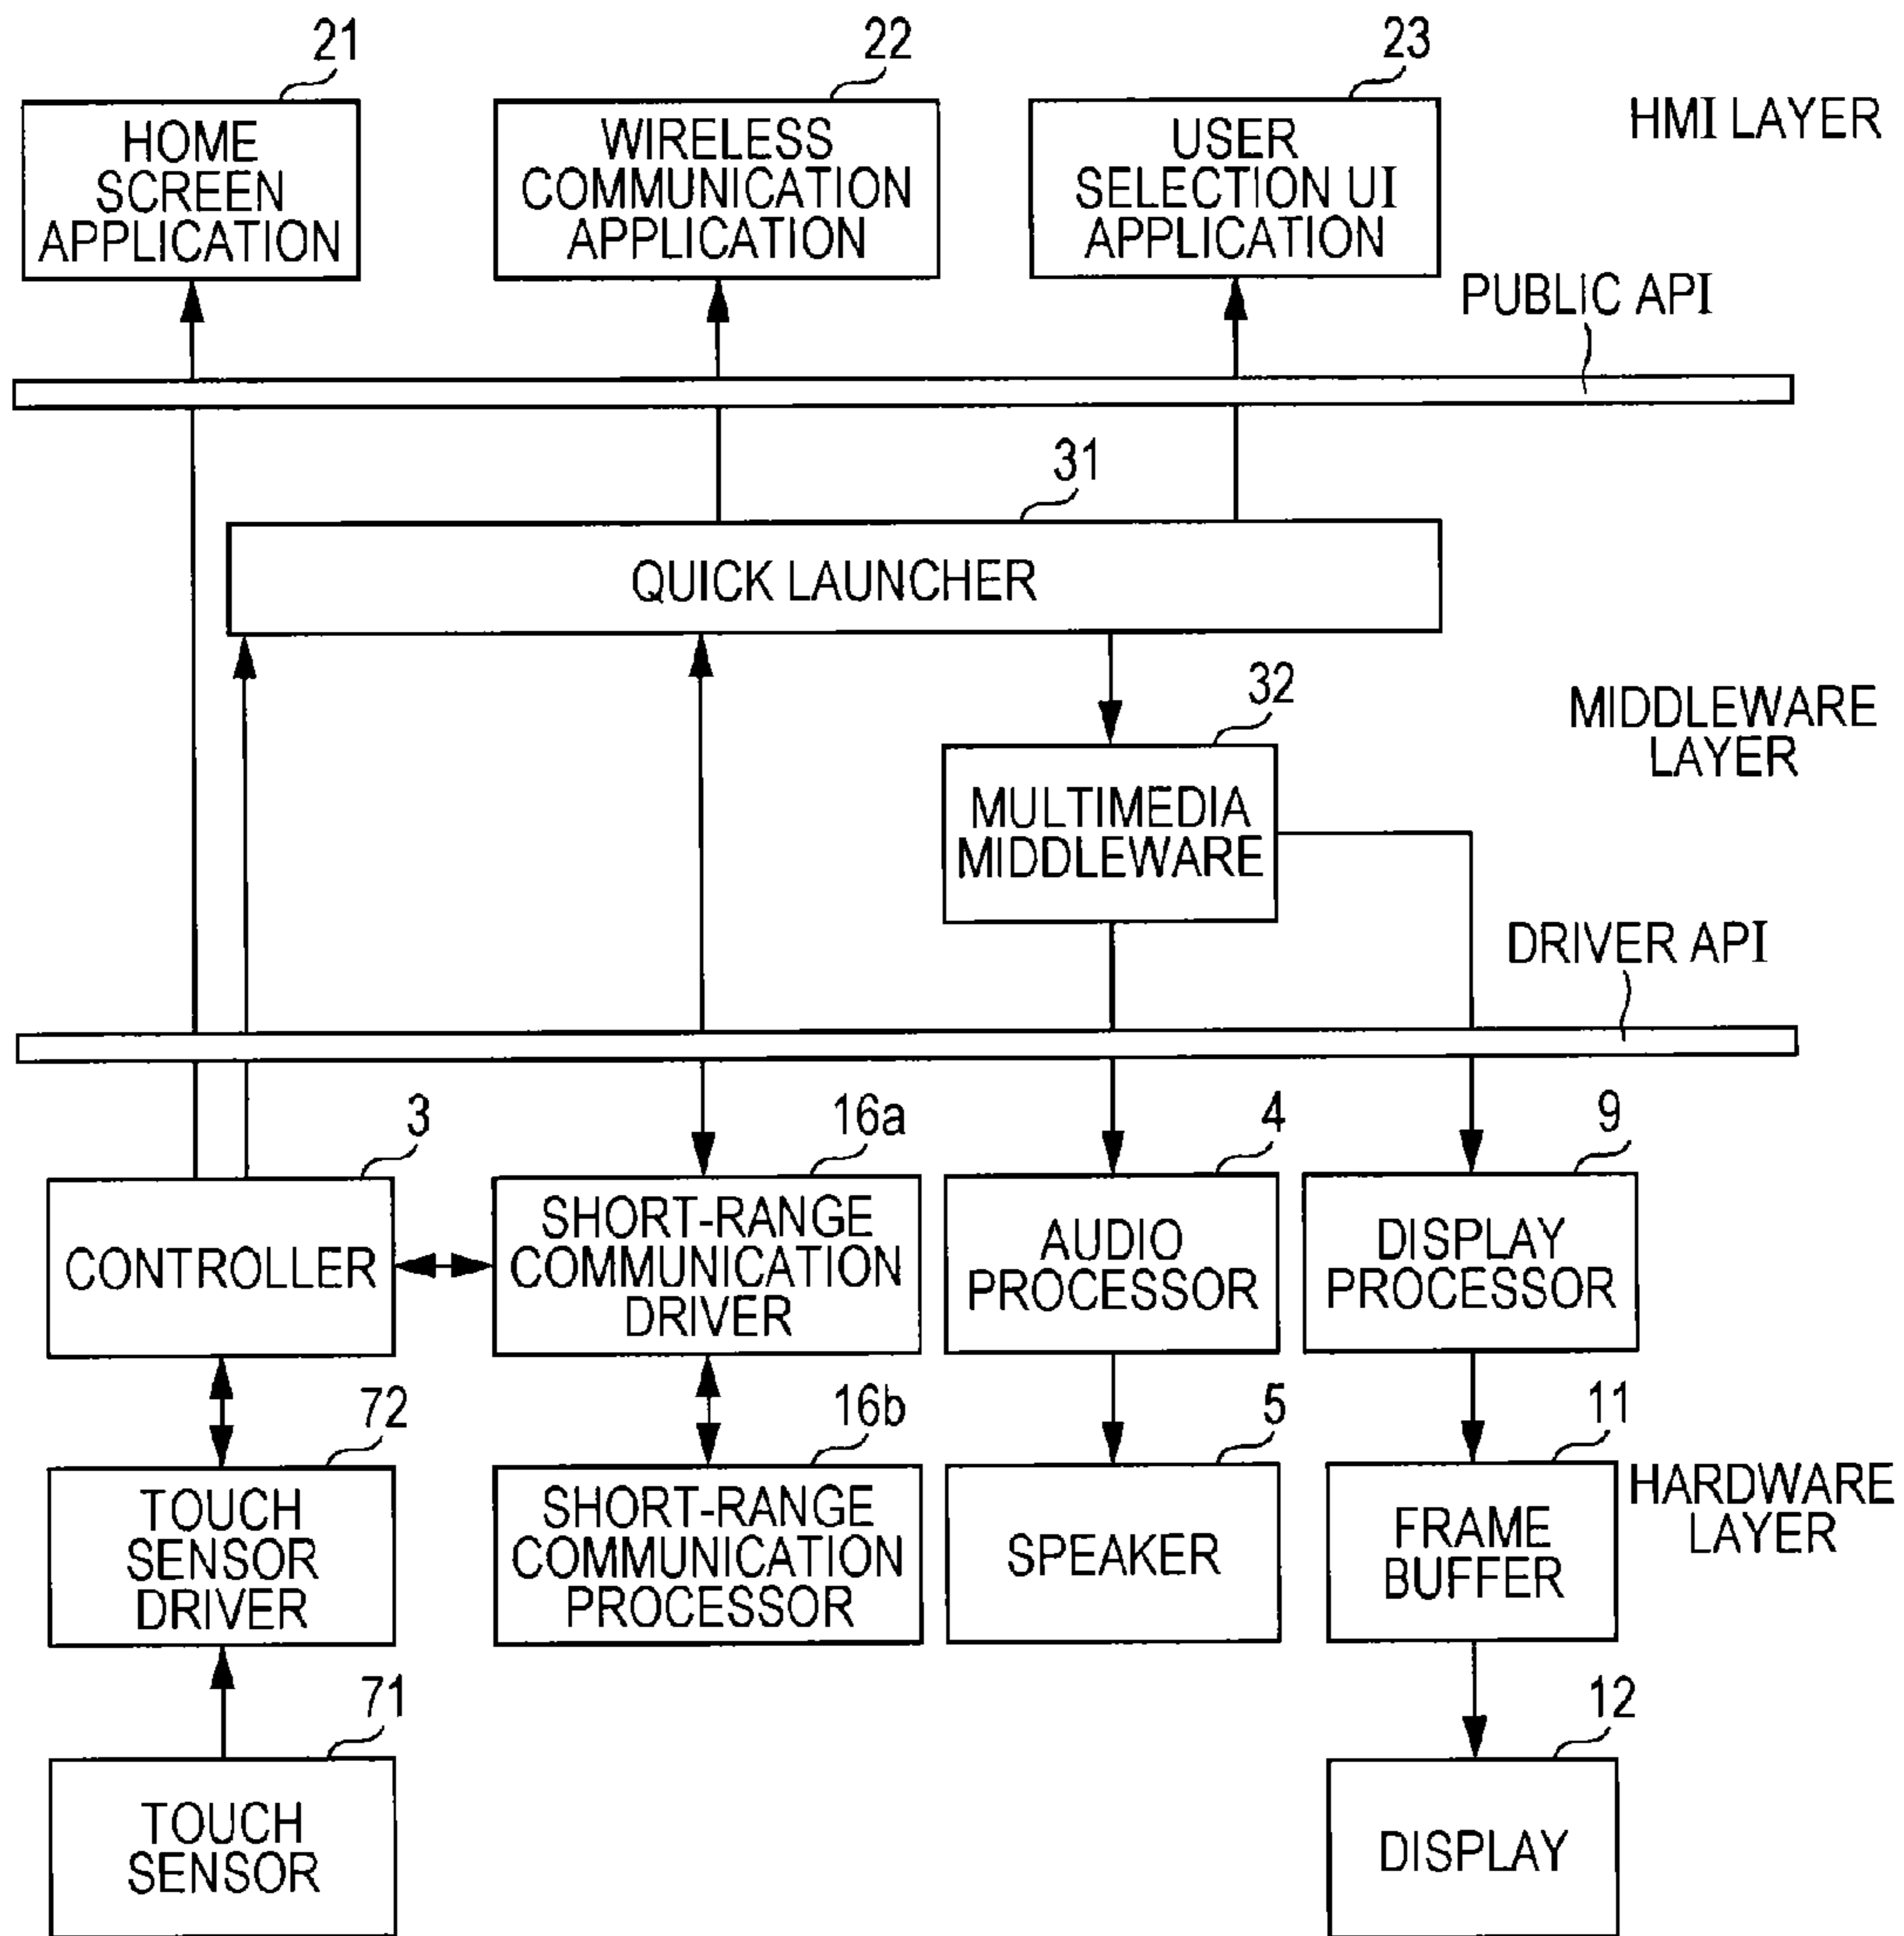 21
22
23
HOME
SCREEN
APPLICATION
WIRELESS
COMMUNICATION
APPLICATION
USER
SELECTION UI
APPLICATION
HMI LAYER
PUBLIC API
31
QUICK LAUNCHER
32
MULTIMEDIA
MIDDLEWARE
MIDDLEWARE
LAYER
DRIVER API
3
16a
4
9
CONTROLLER
SHORT-RANGE
COMMUNICATION
DRIVER
AUDIO
PROCESSOR
DISPLAY
PROCESSOR
72
16b
5
11
TOUCH
SENSOR
DRIVER
SHORT-RANGE
COMMUNICATION
PROCESSOR
SPEAKER
FRAME
BUFFER
HARDWARE
LAYER
71
12
TOUCH
SENSOR
DISPLAY